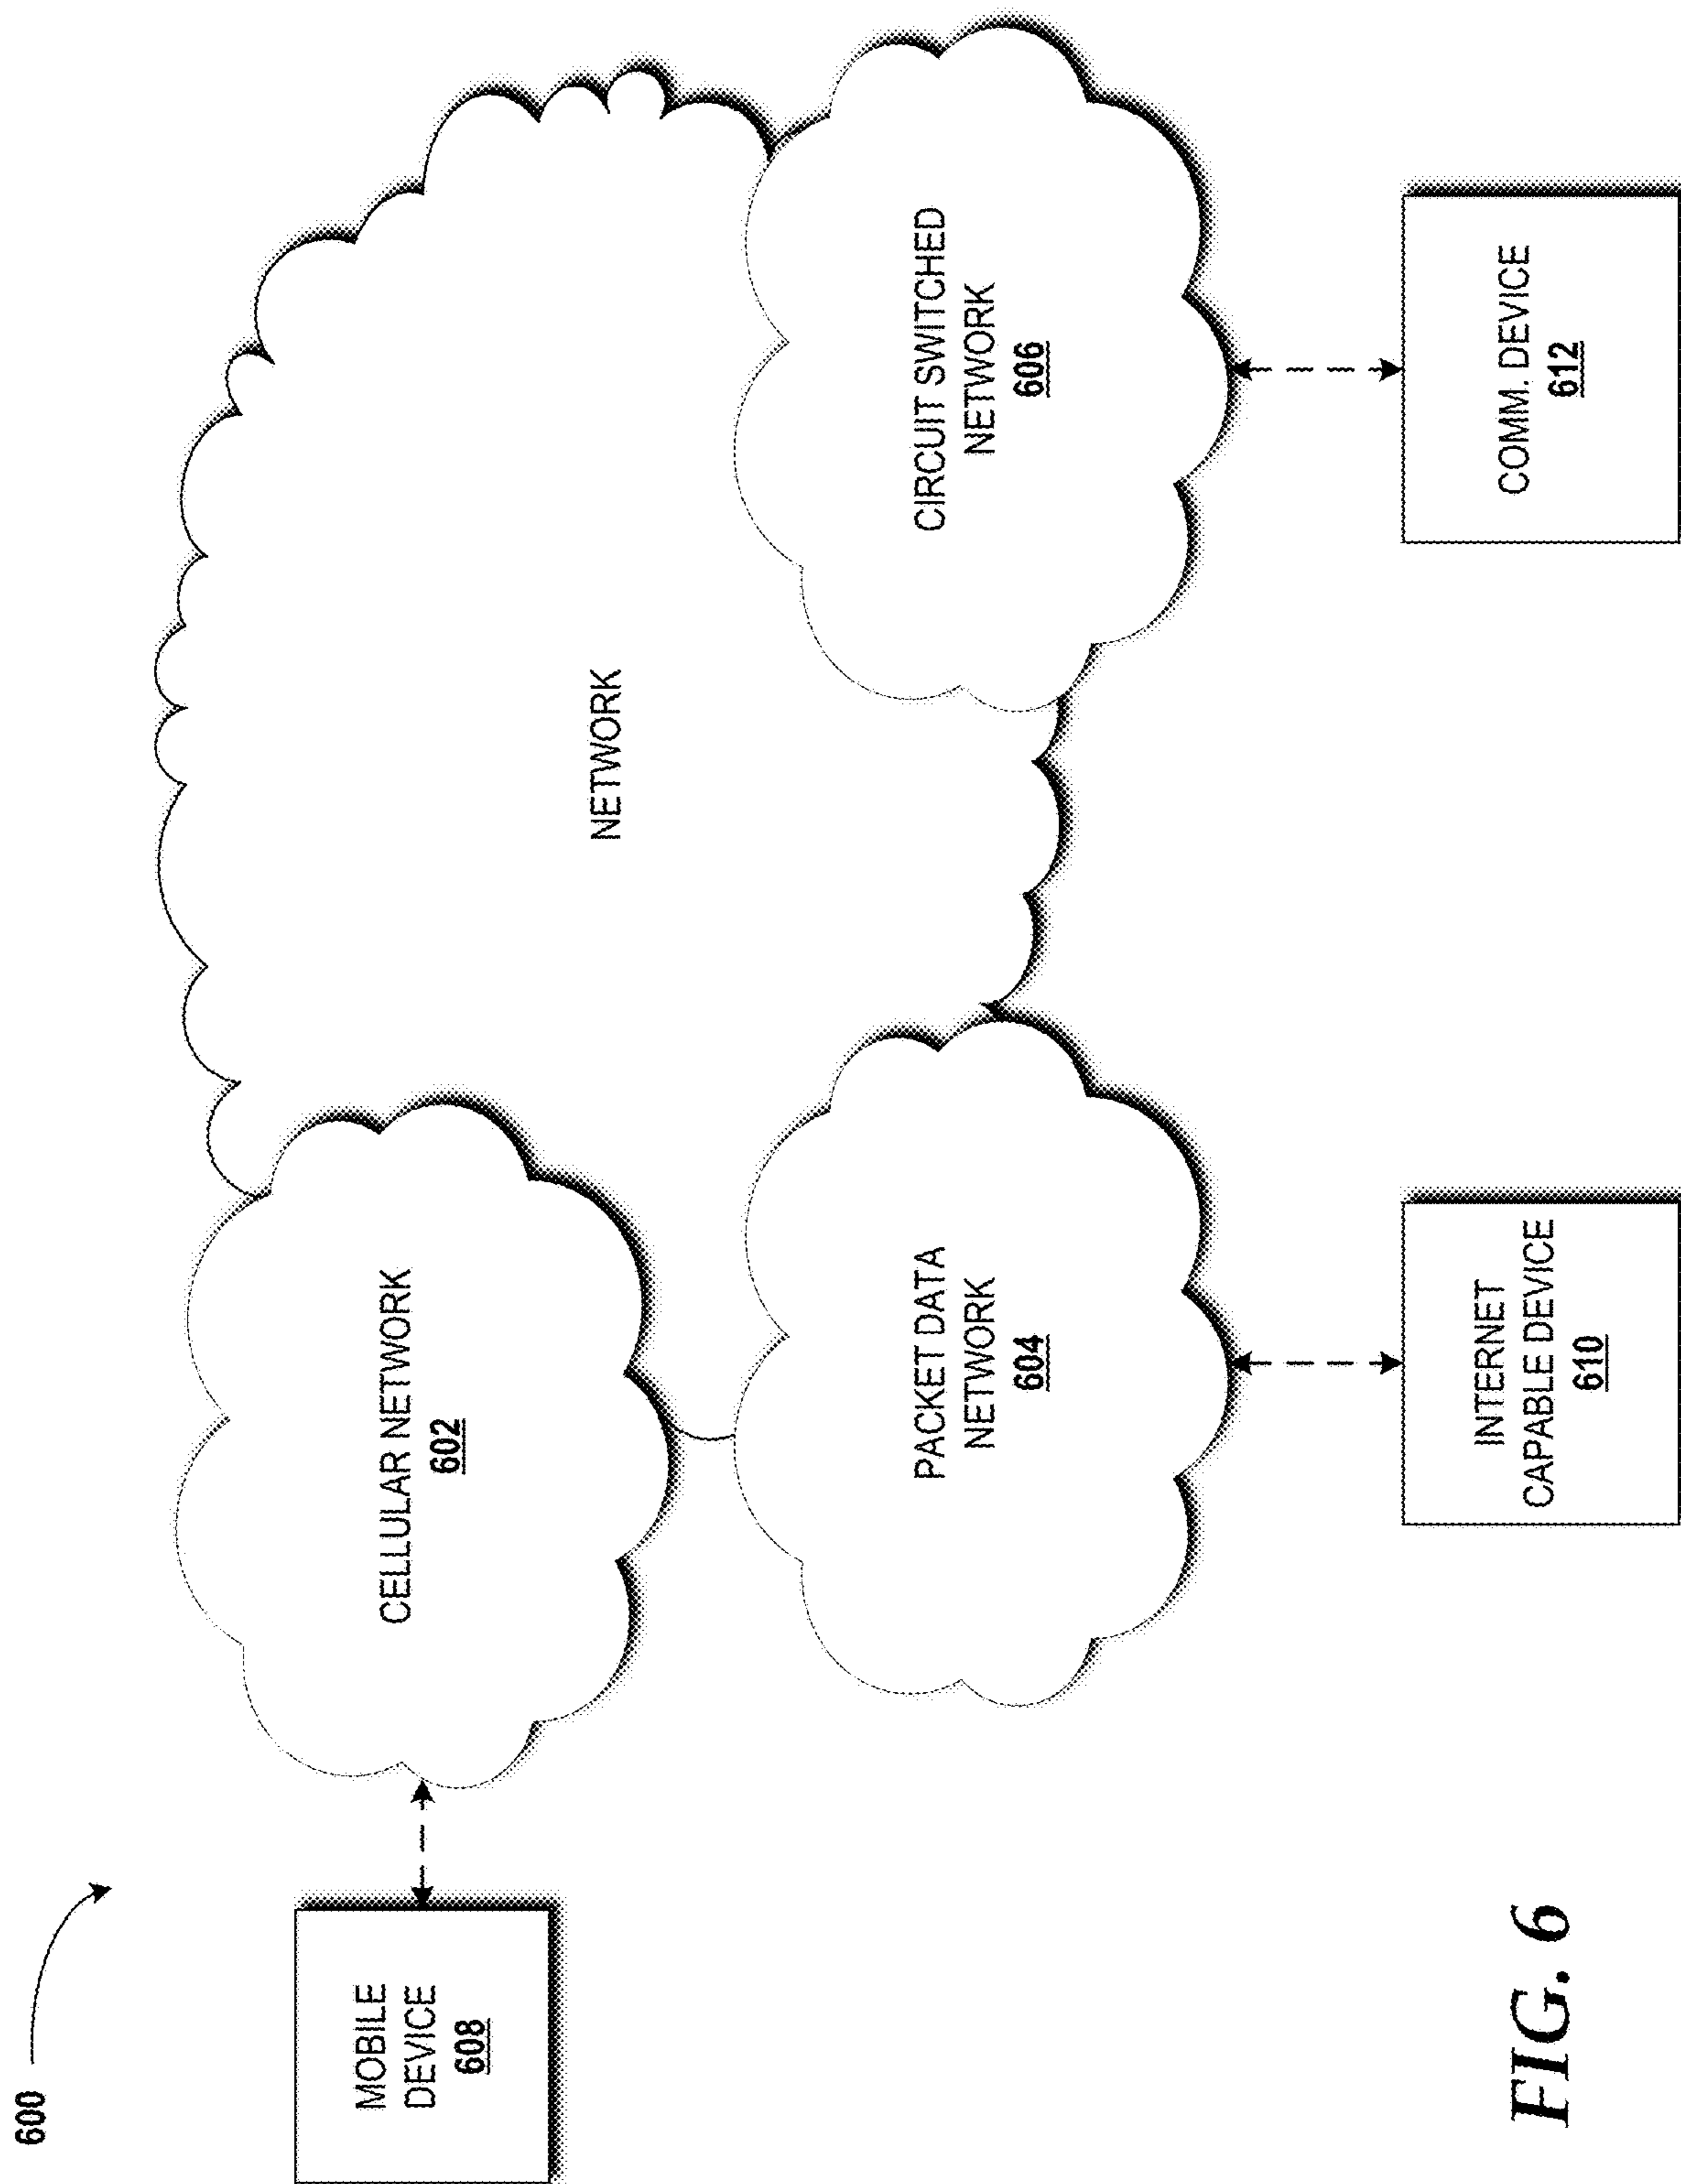 600
CELLULAR NETWORK
602
MOBILE
DEVICE
608
NETWORK
PACKET DATA
NETWORK
604
CIRCUIT SWITCHED
NETWORK
606
INTERNET
CAPABLE DEVICE
610
COMM. DEVICE
612
FIG. 6